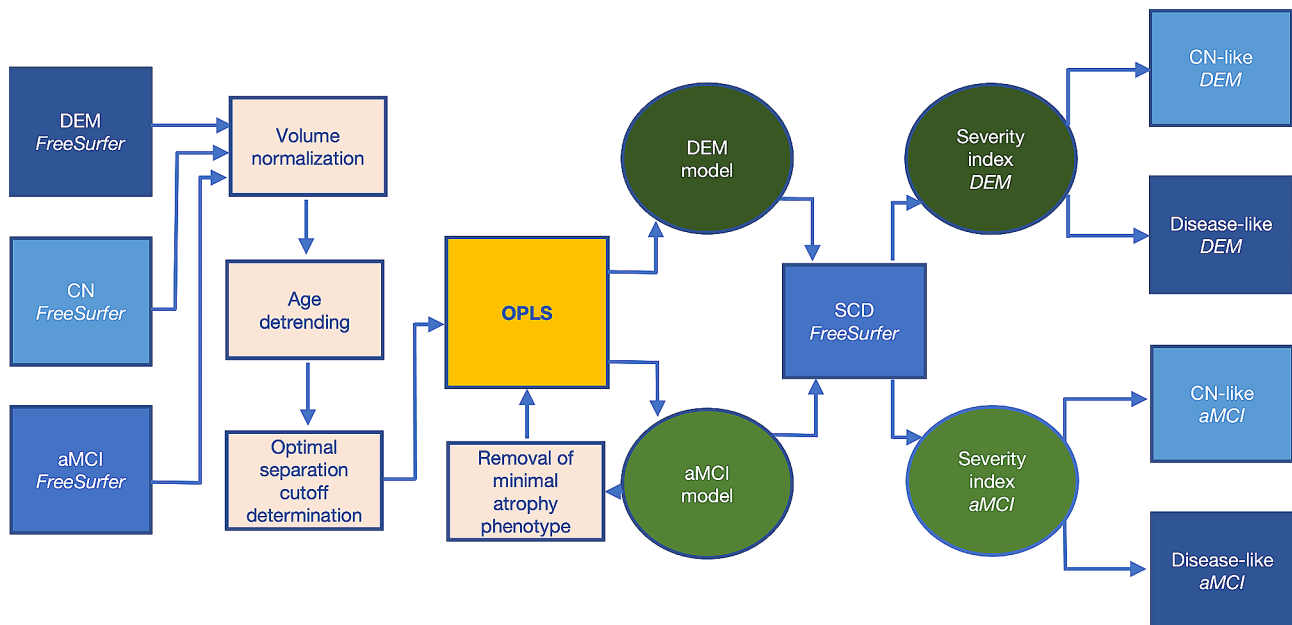 DEM
FreeSurfer
CN
FreeSurfer
aMCI
FreeSurfer
Volume
normalization
Age
detrending
Optimal
separation
cutoff
determination
OPLS
Removal of
minimal
atrophy
phenotype
DEM
model
aMCI
model
SCD
FreeSurfer
Severity
index
DEM
Severity
index
aMCI
CN-like
DEM
Disease-like
DEM
CN-like
aMCI
Disease-like
aMCI